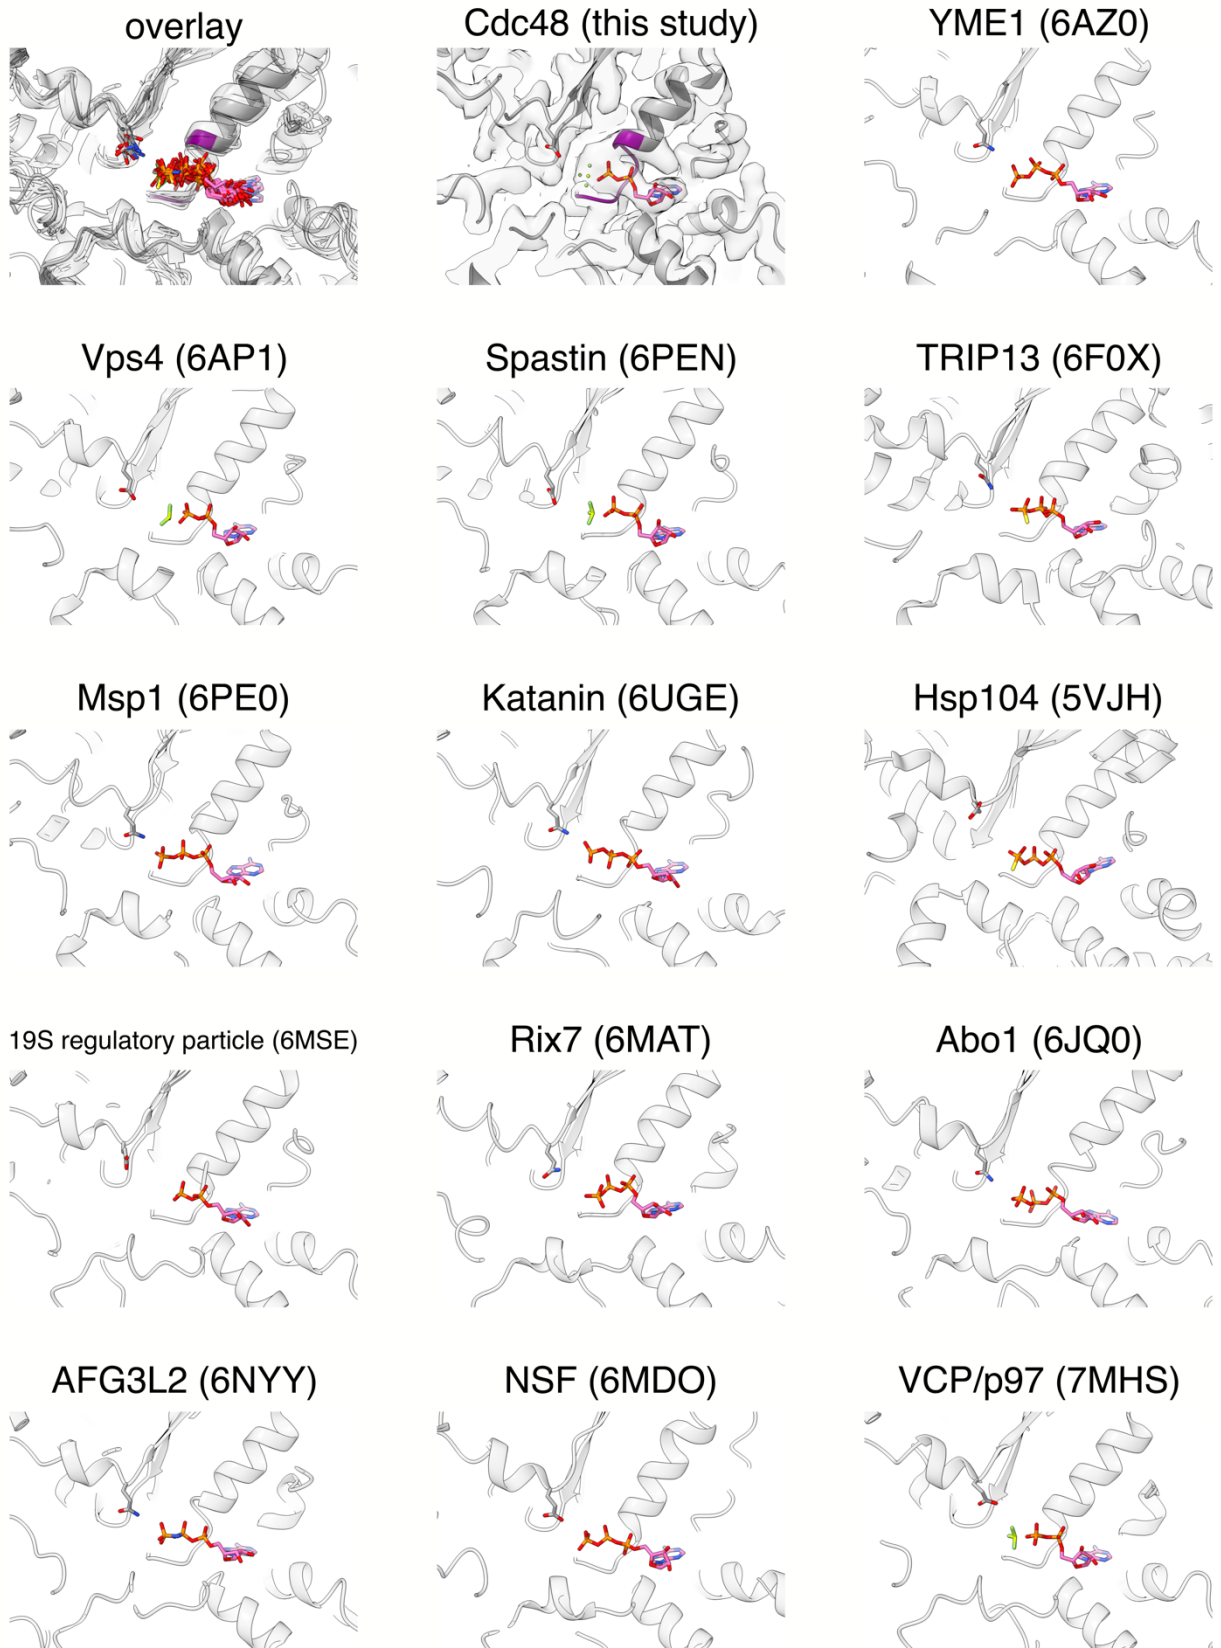 overlay
Cdc48 (this study)
YME1 (6AZ0)
Vps4 (6AP1)
Spastin (6PEN)
TRIP13 (6F0X)
Msp1 (6PE0)
Katanin (6UGE)
Hsp104 (5VJH)
19S regulatory particle (6MSE)
Rix7 (6MAT)
Abo1 (6JQ0)
AFG3L2 (6NYY)
NSF (6MDO)
VCP/p97 (7MHS)